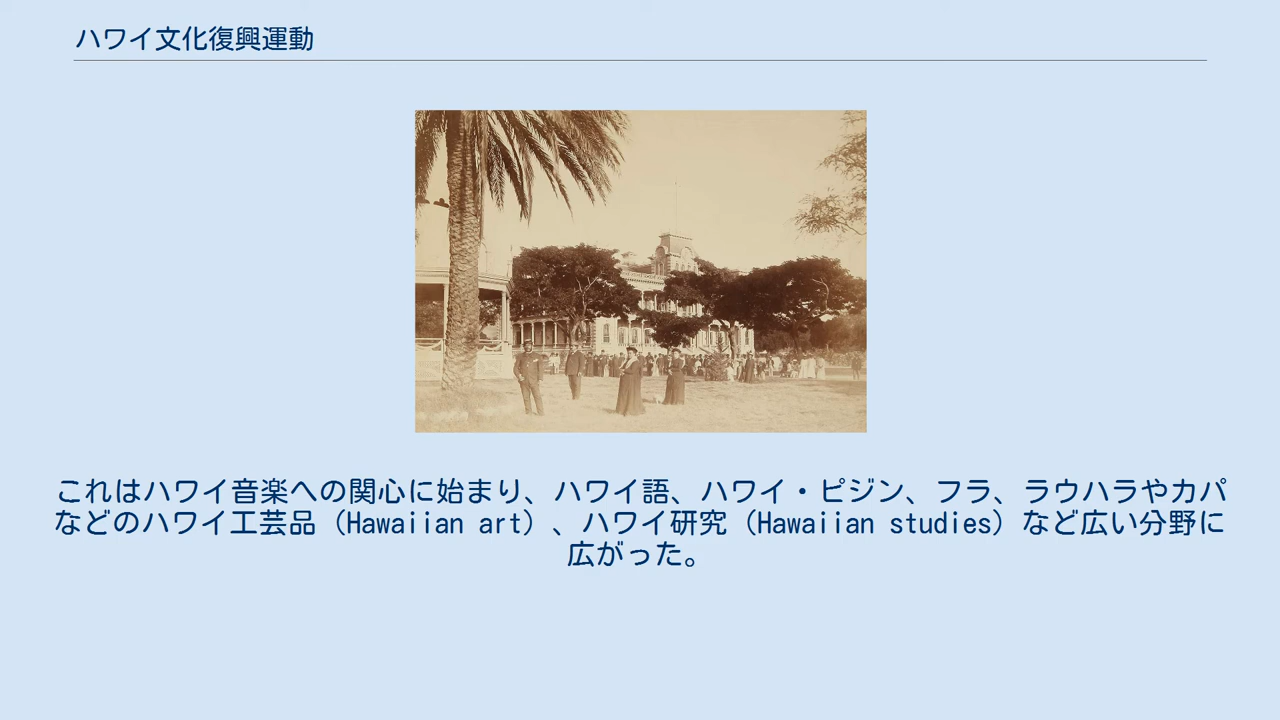 ハワイ文化復興運動
これはハワイ音楽への関心に始まり、ハワイ語、ハワイ・ピジン、フラ、ラウハラやカパ
などのハワイ工芸品（Hawaiian art）、ハワイ研究（Hawaiian studies）など広い分野に
広がった。